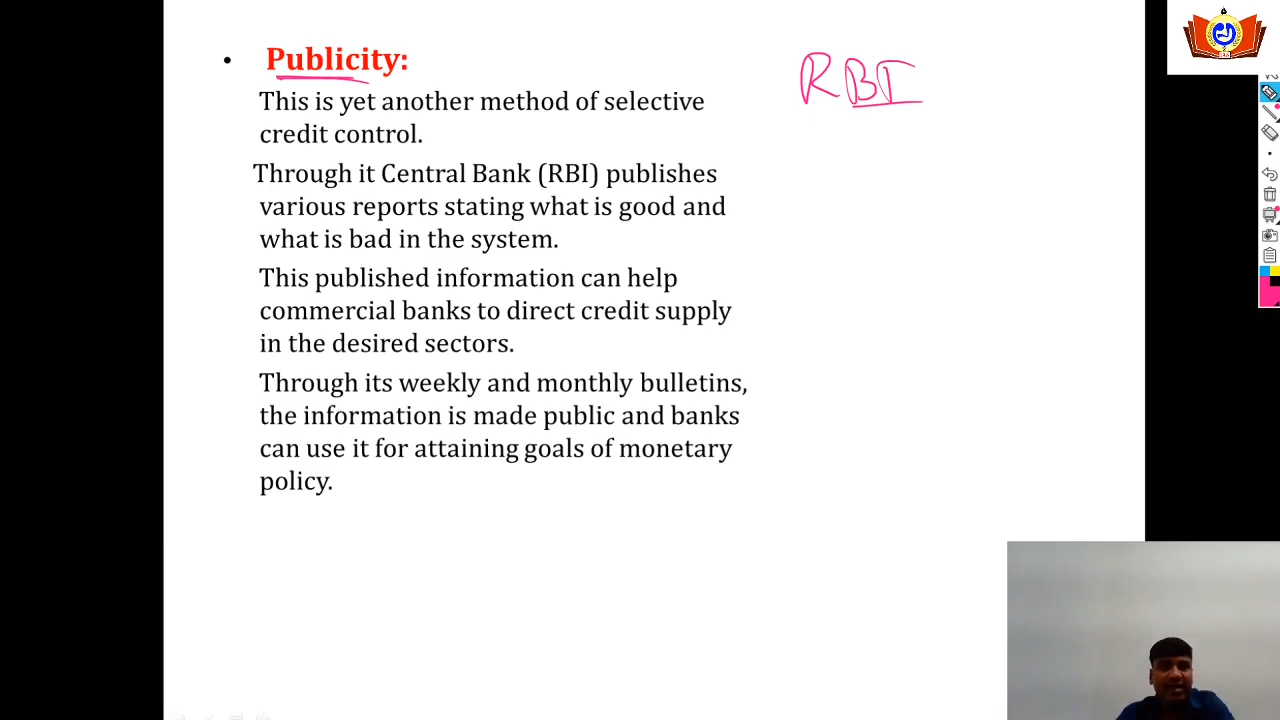 • Publicity:
RBI
This is yet another method of selective
credit control.
Through it Central Bank (RBI) publishes
various reports stating what is good and
what is bad in the system.
This published information can help
commercial banks to direct credit supply
in the desired sectors.
Through its weekly and monthly bulletins,
the information is made public and banks
can use it for attaining goals of monetary
policy.